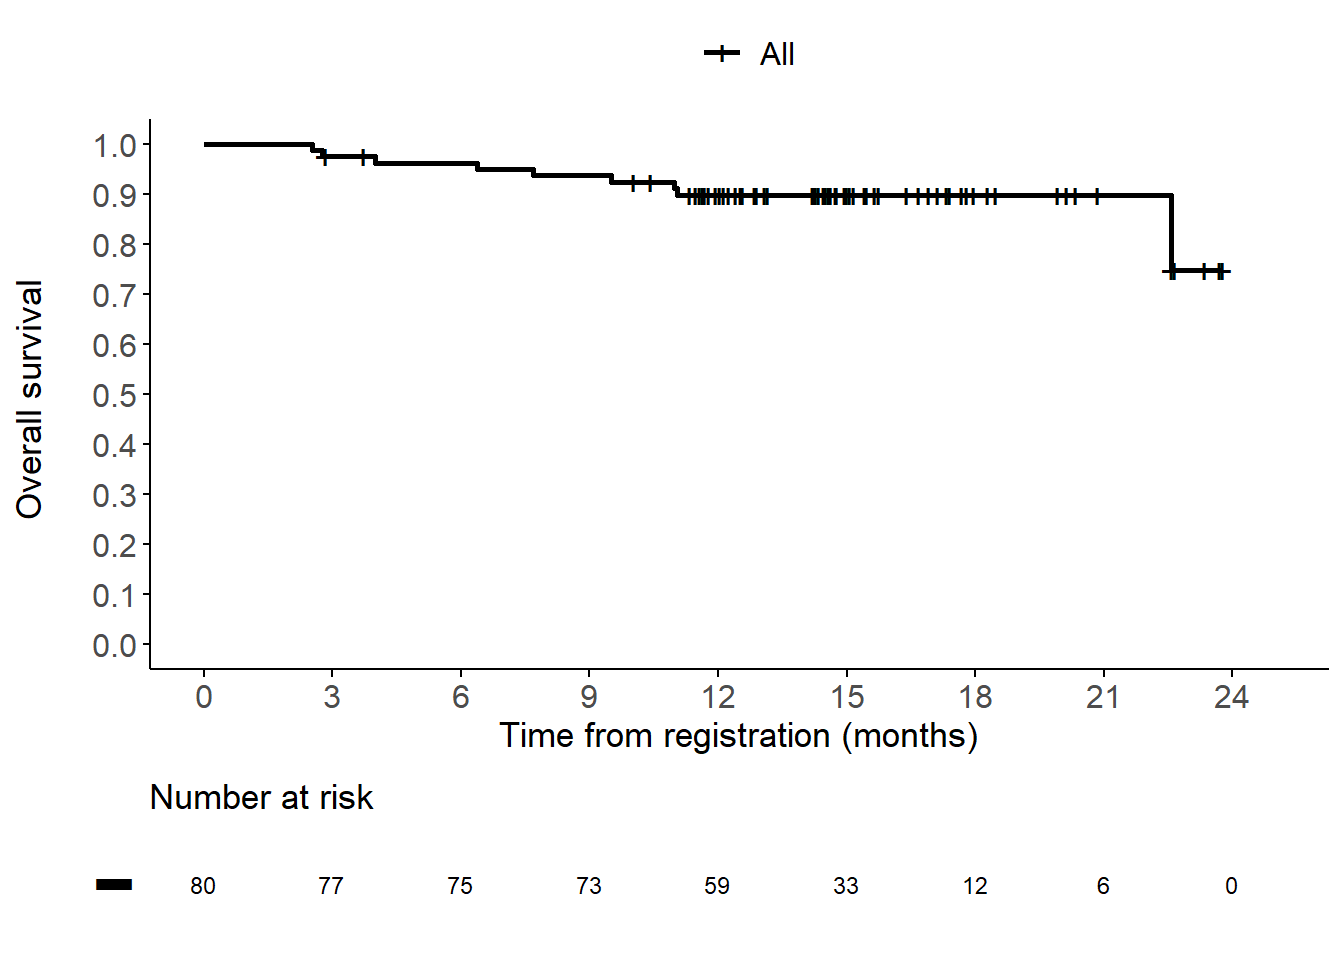 All
1.0
0.9
0.8
0.7
0.6
0.5
0.4
0.3
0.2
0.1
0.0
Overall survival
0 3 6 9 12 15 18 21 24
Time from registration (months)
Number at risk
80 77 75 73 59 33 12 6 0